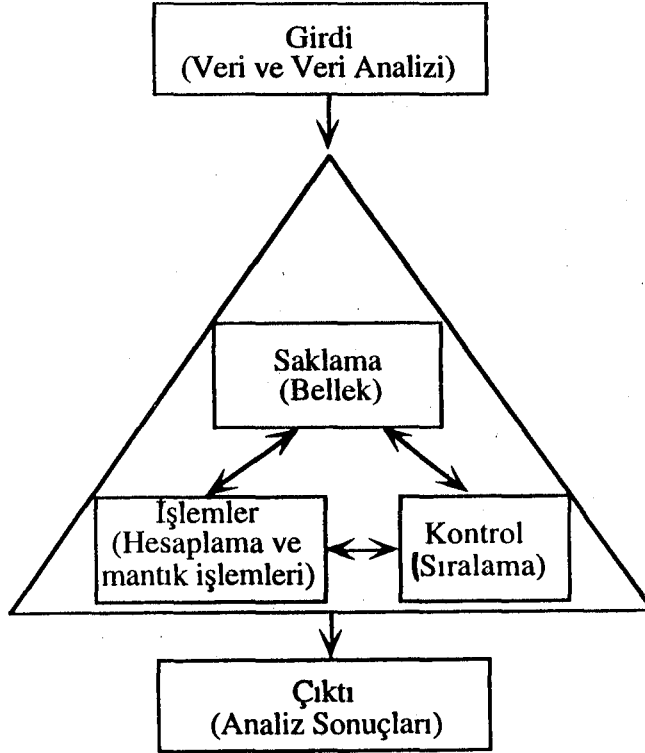 Girdi
(Veri ve Veri Analizi)
Saklama
(Bellek)
İşlemler
(Hesaplama ve
mantık işlemleri)
Kontrol
(Sıralama)
Çıktı
(Analiz Sonuçları)